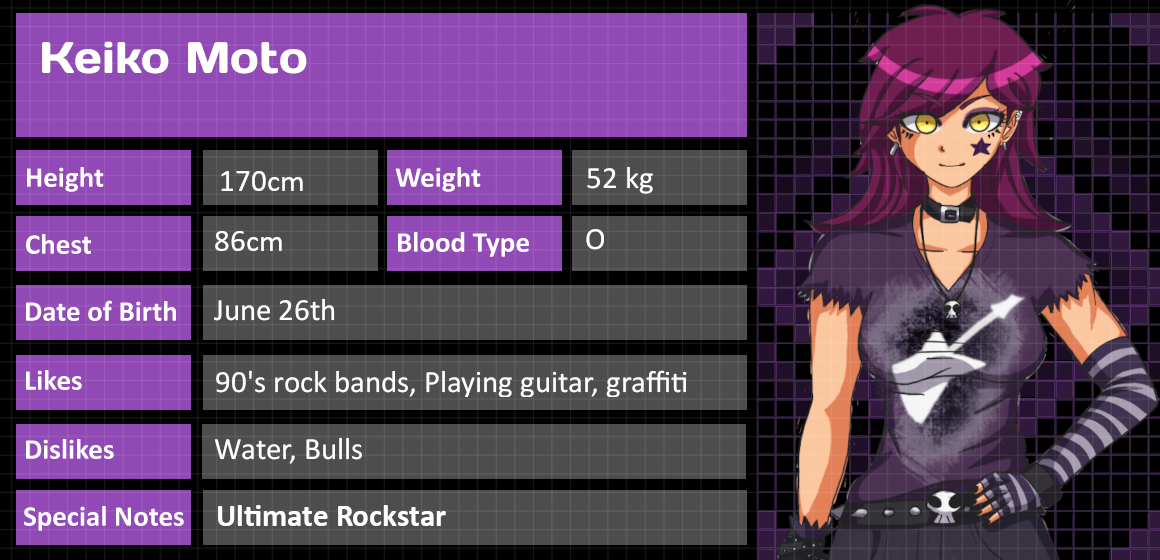 Keiko Moto
Height 170cm Weight 52 kg
Chest 86cm Blood Type O
Date of Birth June 26th
Likes 90's rock bands, Playing guitar, graffiti
Dislikes Water, Bulls
Special Notes Ultimate Rockstar